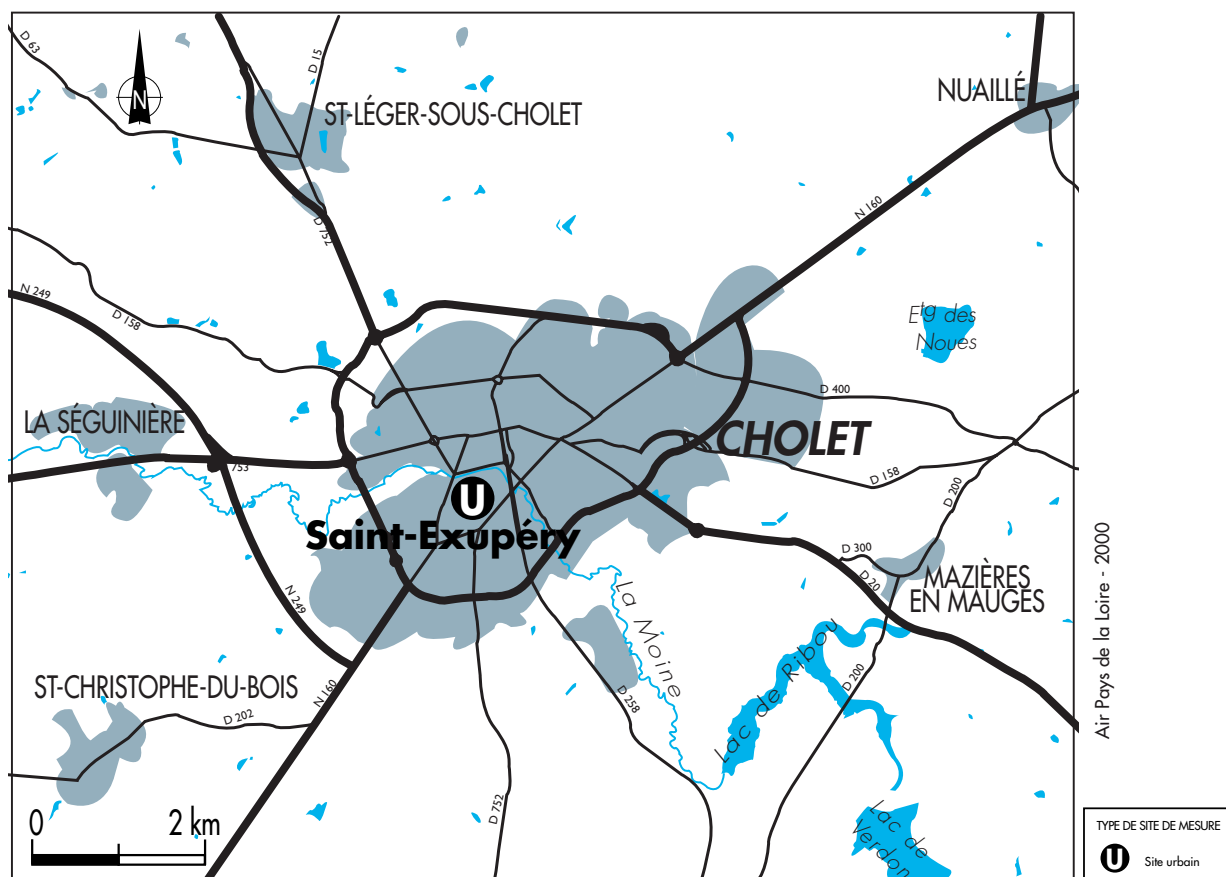 D 63
D 15
N
ST-LÉGER-SOUS-CHOLET
NUAILLÉ
N 160
D 752
N 249
D 158
Etg des
Noues
D 400
LA SÉGUINIÈRE
753
CHOLET
D 158
D 200
U
Saint-Exupéry
D 300
D 20
MAZIÈRES
EN MAUGES
La Moine
N 249
Lac de Ribou
D 200
ST-CHRISTOPHE-DU-BOIS
N 160
D 202
D 258
D 752
Lac de
Verdon
0 2 km
Air Pays de la Loire - 2000
TYPE DE SITE DE MESURE
U Site urbain